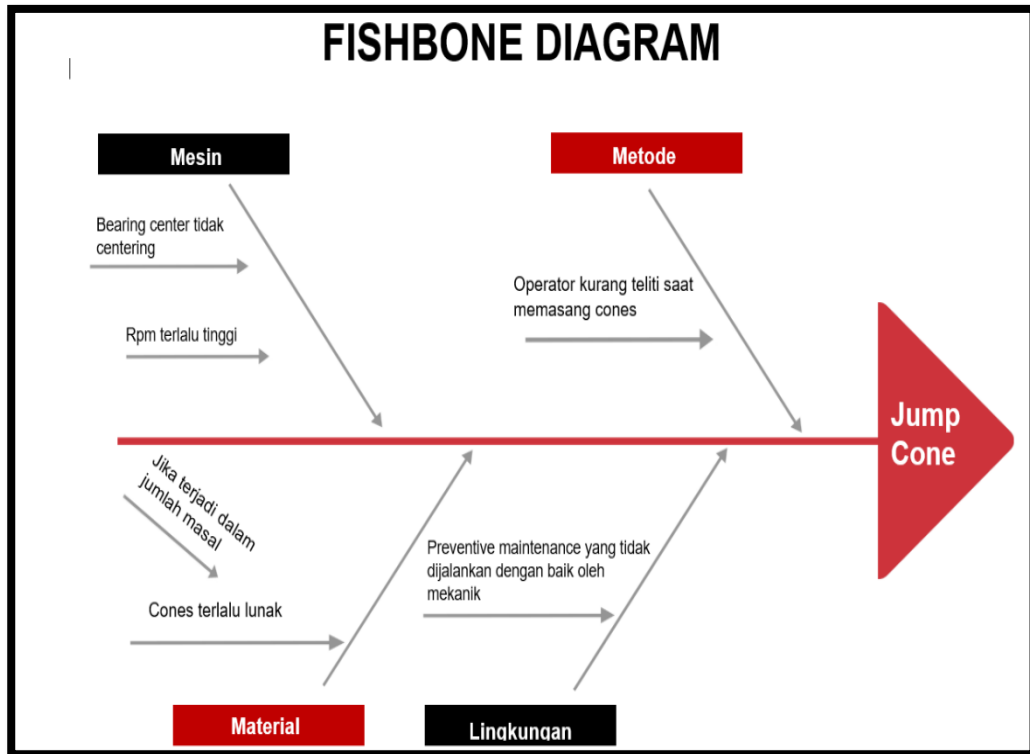 FISHBONE DIAGRAM
Mesin
Metode
Bearing center tidak
centering
Rpm terlalu tinggi
Operator kurang teliti saat
memasang cones
Jump
Cone
Jika terjadi dalam
jumlah masal
Cones terlalu lunak
Preventive maintenance yang tidak
dijalankan dengan baik oleh
mekanik
Material
Lingkungan